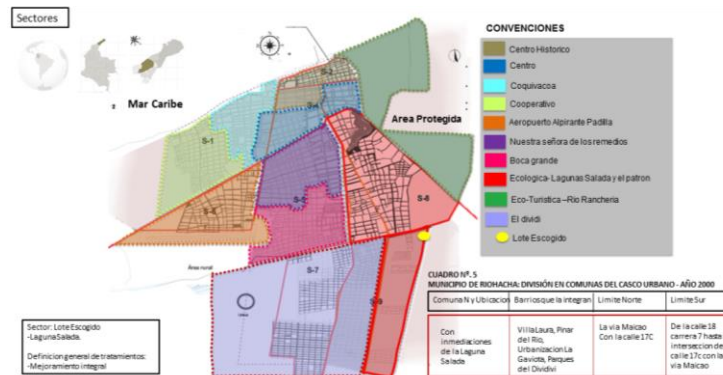 Sectores
Mar Caribe
Area Protegida
S-2
S-1
S-5
S-6
S-7
S-9
Área rural
CONVENCIONES
Centro Historico
Centro
Coquivacoa
Cooperativo
Aeropuerto Alpirante Padilla
Nuestra señora de los remedios
Boca grande
Ecologica- Lagunas Salada y el patron
Eco-Turistica –Rio Rancheria
El dividi
Lote Escogido
Sector: Lote Escogido
-Laguna Salada.
Definicion general de tratamientos:
-Mejoramiento integral
CUADRO Nº. 5
MUNICIPIO DE RIOHACHA: DIVISIÓN EN COMUNAS DEL CASCO URBANO - AÑO 2000
Comuna N y Ubicacion Barrios que la integran Limite Norte Limite Sur
Con inmediaciones de la Laguna Salada
Villa Laura, Pinar del Rio, Urbanizacion La Gaviota, Parques del Dividivi
La via Maicao Con la calle 17C
De la calle 18 carrera 7 hasta interseccion de calle 17c con la via Maicao